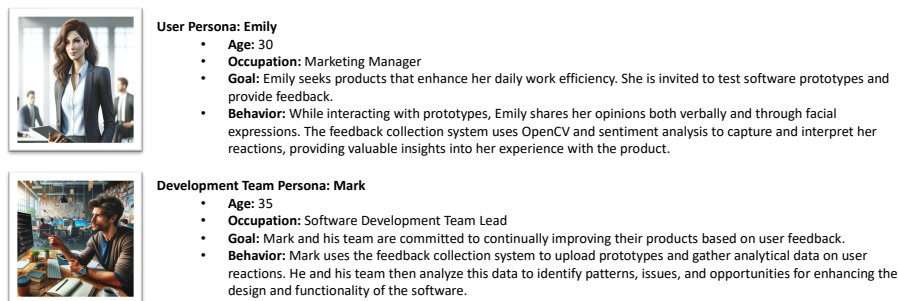 User Persona: Emily
• Age: 30
• Occupation: Marketing Manager
• Goal: Emily seeks products that enhance her daily work efficiency. She is invited to test software prototypes and
provide feedback.
• Behavior: While interacting with prototypes, Emily shares her opinions both verbally and through facial
expressions. The feedback collection system uses OpenCV and sentiment analysis to capture and interpret her
reactions, providing valuable insights into her experience with the product.
Development Team Persona: Mark
• Age: 35
• Occupation: Software Development Team Lead
• Goal: Mark and his team are committed to continually improving their products based on user feedback.
• Behavior: Mark uses the feedback collection system to upload prototypes and gather analytical data on user
reactions. He and his team then analyze this data to identify patterns, issues, and opportunities for enhancing the
design and functionality of the software.